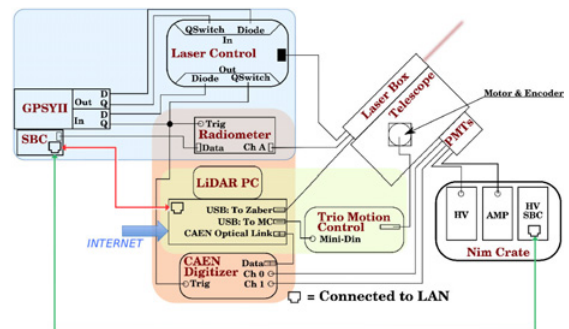 QSwitch Diode
In
Laser Control
Out
Diode QSwitch
GPSYII
Out
D
Q
In
D
Q
SBC
Trig
Radiometer
Data Ch A
Laser Box
Telescope
Motor & Encoder
PMTs
LiDAR PC
USB: To Zaber
USB: To MC
CAEN Optical Link
INTERNET
Trio Motion
Control
Mini-Din
HV
AMP
HV
SBC
Nim Crate
CAEN
Digitizer
Data
Ch 0
Trig Ch 1
= Connected to LAN